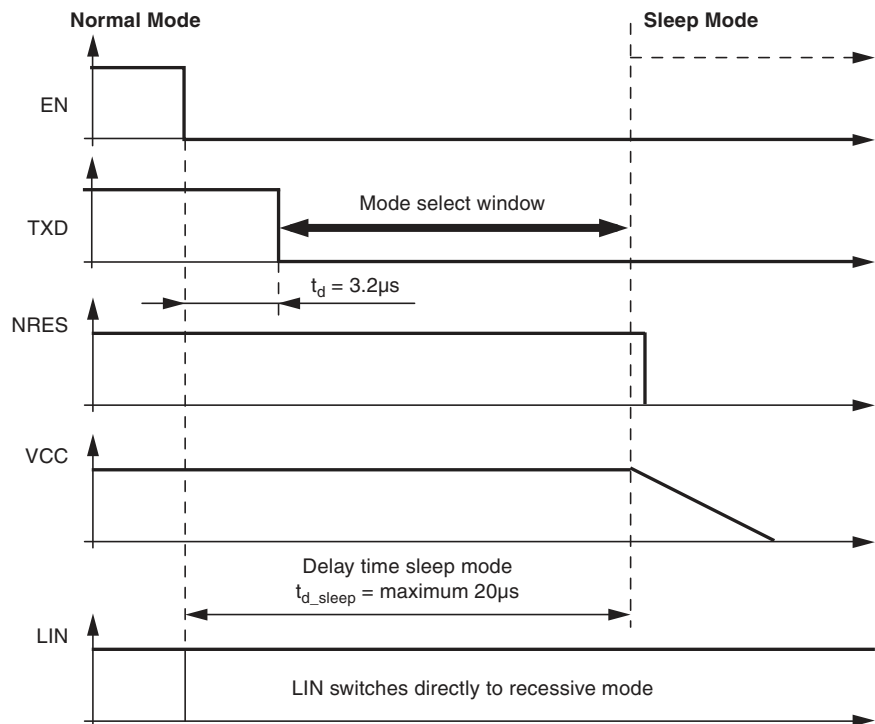 Normal Mode
Sleep Mode
EN
TXD
Mode select window
t_d = 3.2µs
NRES
VCC
Delay time sleep mode
t_d_sleep = maximum 20µs
LIN
LIN switches directly to recessive mode